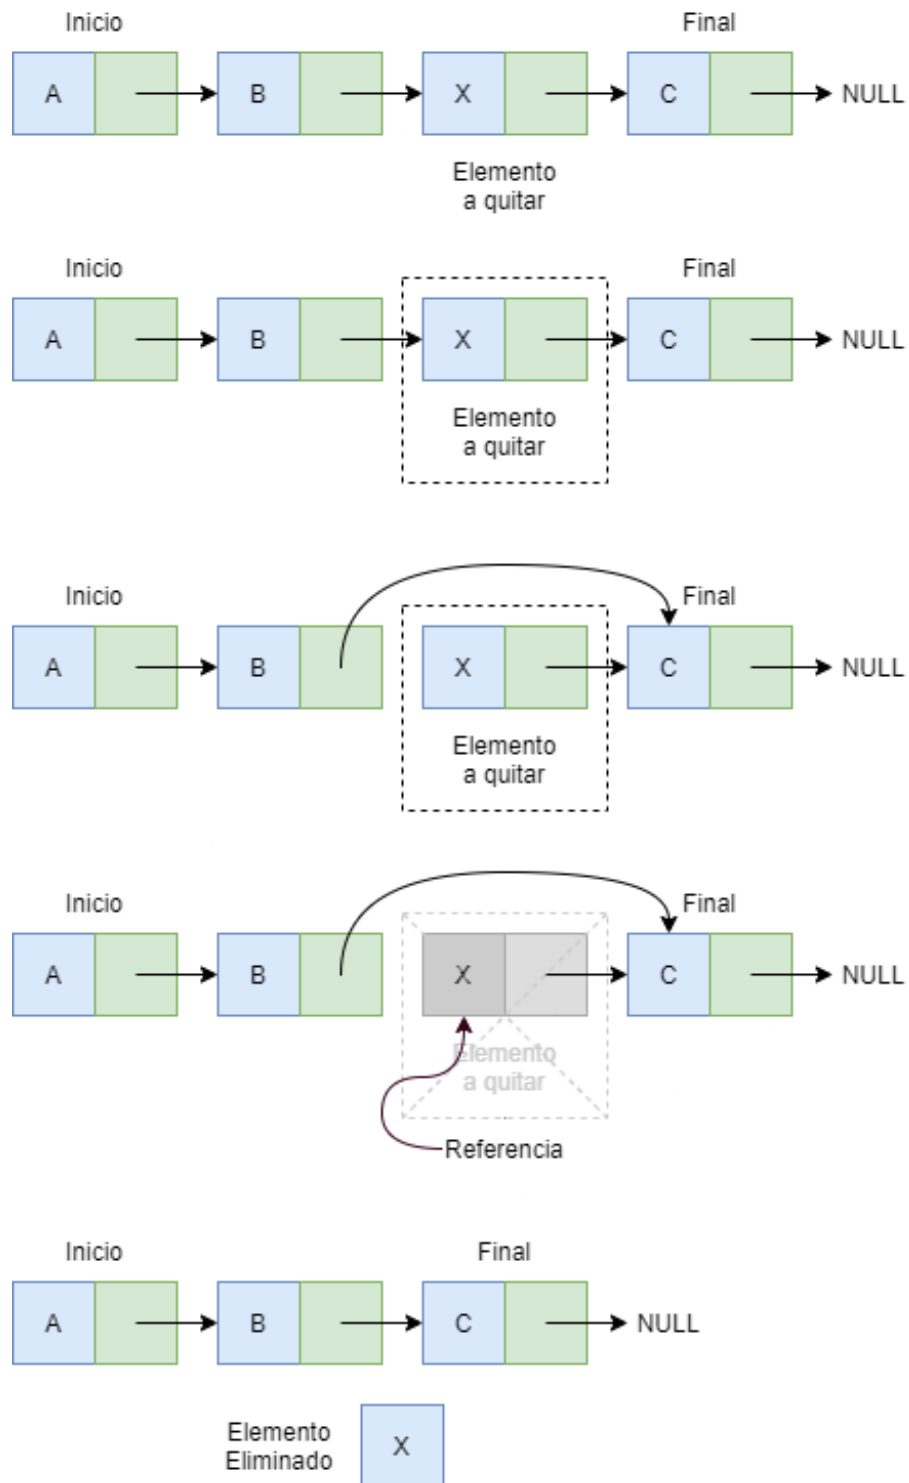 Inicio Final
A B X C NULL
Elemento
a quitar
Inicio Final
A B X C NULL
Elemento
a quitar
Inicio Final
A B X C NULL
Elemento
a quitar
Inicio Final
A B X C NULL
Elemento
a quitar
Referencia
Inicio Final
A B C NULL
Elemento
Eliminado X